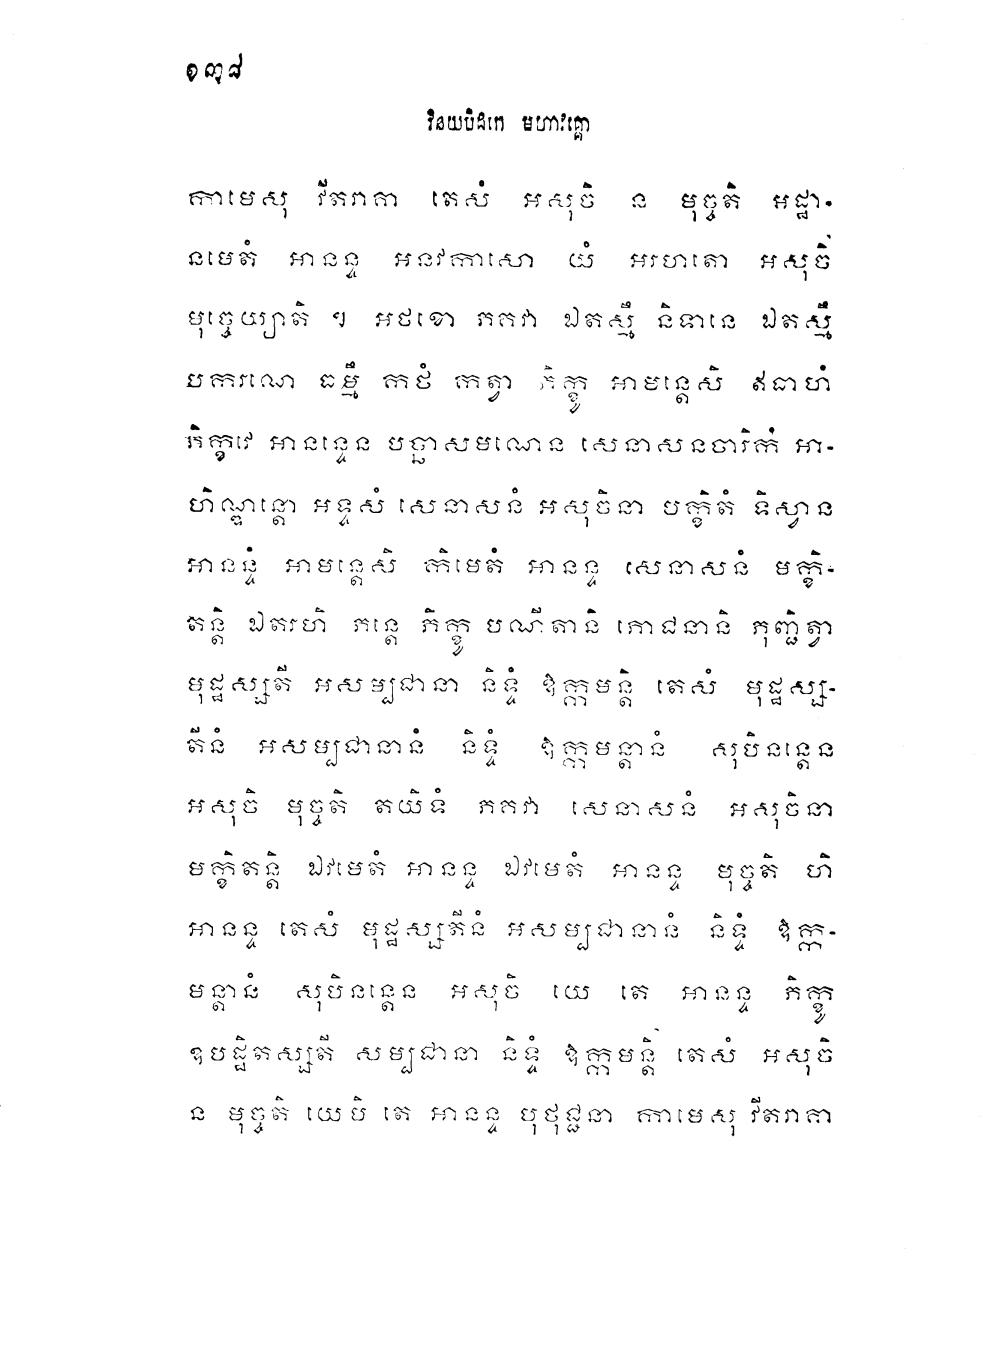 ១៣៨
វិនយបិដកេ មហាវគ្គោ
កាមេសុ វីតរាគា តេសំ អសុចិ ន មុច្ចតិ អដ្ឋា-
នមេតំ អានន្ទ អនវកាសោ យំ អរហតោ អសុចិ
មុច្ចេយ្យាតិ ។ អថខោ ភគវា ឯតស្មឹ និទានេ ឯតស្មឹ
បករណេ ធម្មឹ កថំ កត្វា ភិក្ខូ អាមន្តេសិ ឥធាហំ
ភិក្ខវេ អានន្ទេន បច្ឆាសមណេន សេនាសនចារិកំ អា-
ហិណ្ឌន្តោ អទ្ទសំ សេនាសនំ អសុចិនា មក្ខិតំ ទិស្វាន
អានន្ទំ អាមន្តេសិ កិមេតំ អានន្ទ សេនាសនំ មក្ខិ-
តន្តិ ឯតរហិ ភន្តេ ភិក្ខូ បណីតានិ ភោជនានិ ភុញ្ជិត្វា
មុដ្ឋស្សតី អសម្បជានា និទ្ទំ ឱក្កមន្តិ តេសំ មុដ្ឋស្ស-
តីនំ អសម្បជានានំ និទ្ទំ ឱក្កមន្តានំ សុបិនន្តេន
អសុចិ មុច្ចតិ តយិទំ ភគវា សេនាសនំ អសុចិនា
មក្ខិតន្តិ ឯវមេតំ អានន្ទ ឯវមេតំ អានន្ទ មុច្ចតិ ហិ
អានន្ទ តេសំ មុដ្ឋស្សតីនំ អសម្បជានានំ និទ្ទំ ឱក្ក-
មន្តានំ សុបិនន្តេន អសុចិ យេ តេ អានន្ទ ភិក្ខូ
ឧបដ្ឋិតស្សតី សម្បជានា និទ្ទំ ឱក្កមន្តិ តេសំ អសុចិ
ន មុច្ចតិ យេបិ តេ អានន្ទ បុថុជ្ជនា កាមេសុ វីតរាគា